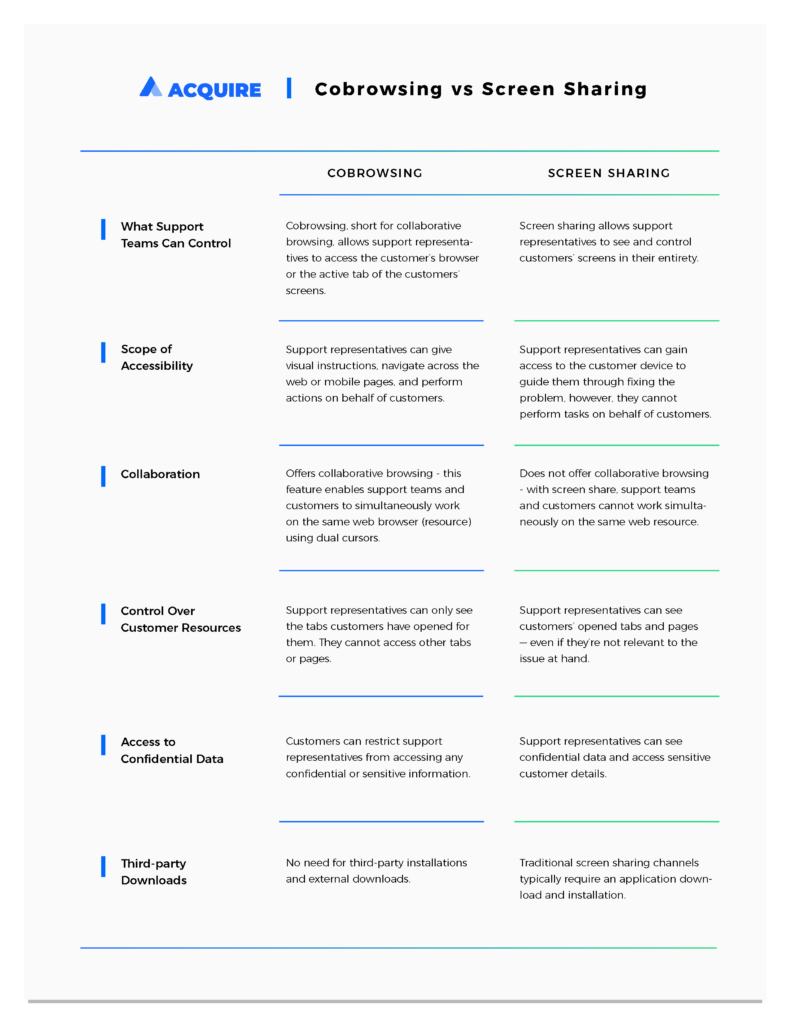 ACQUIRE | Cobrowsing vs Screen Sharing
COBROWSING
SCREEN SHARING
What Support
Teams Can Control
Cobrowsing, short for collaborative
browsing, allows support representa-
tives to access the customer's browser
or the active tab of the customers'
screens.
Screen sharing allows support
representatives to see and control
customers' screens in their entirety.
Scope of
Accessibility
Support representatives can give
visual instructions, navigate across the
web or mobile pages, and perform
actions on behalf of customers.
Support representatives can gain
access to the customer device to
guide them through fixing the
problem, however, they cannot
perform tasks on behalf of customers.
Collaboration
Offers collaborative browsing - this
feature enables support teams and
customers to simultaneously work
on the same web browser (resource)
using dual cursors.
Does not offer collaborative browsing
- with screen share, support teams
and customers cannot work simulta-
neously on the same web resource.
Control Over
Customer Resources
Support representatives can only see
the tabs customers have opened for
them. They cannot access other tabs
or pages.
Support representatives can see
customers' opened tabs and pages
— even if they're not relevant to the
issue at hand.
Access to
Confidential Data
Customers can restrict support
representatives from accessing any
confidential or sensitive information.
Support representatives can see
confidential data and access sensitive
customer details.
Third-party
Downloads
No need for third-party installations
and external downloads.
Traditional screen sharing channels
typically require an application down-
load and installation.